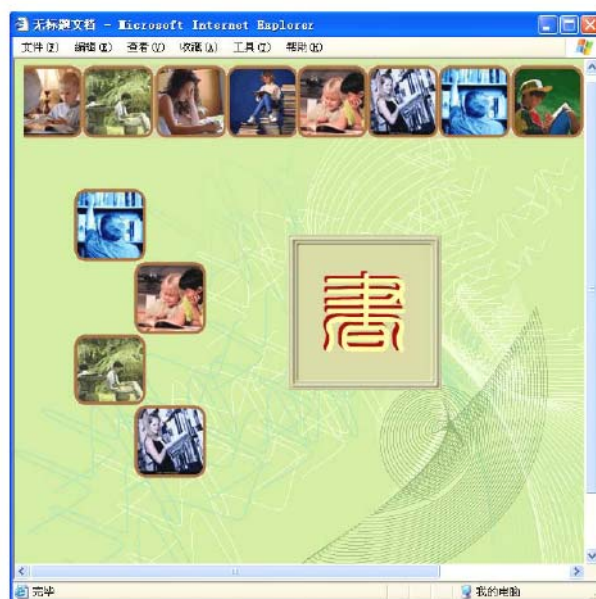 无标题文档 - Microsoft Internet Explorer
文件(F) 编辑(E) 查看(V) 收藏(A) 工具(T) 帮助(H)
書
完毕 我的电脑